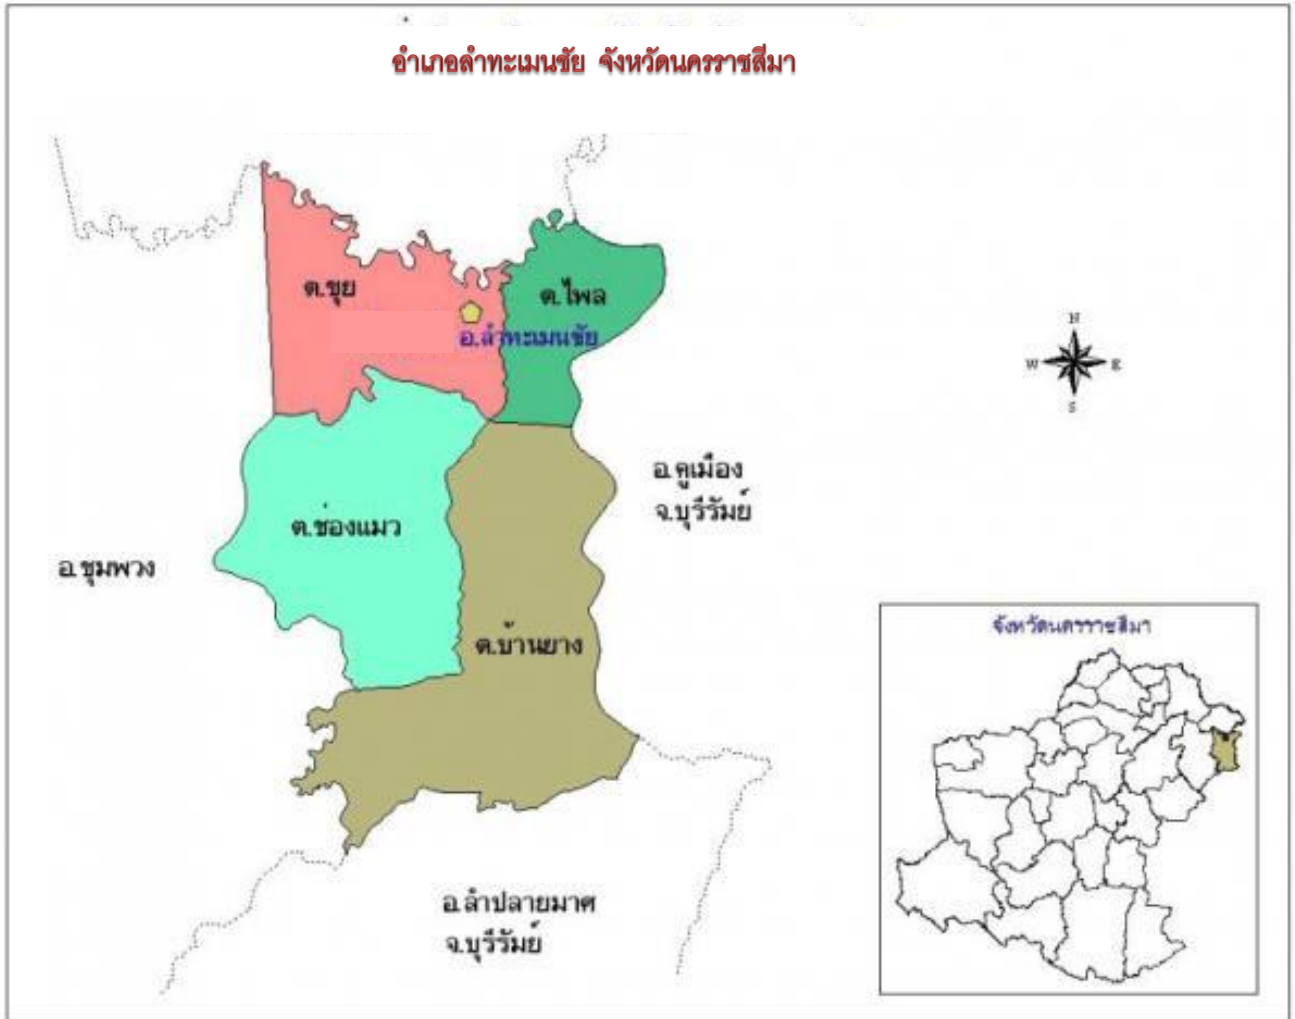 อำเภอลำทะเมนชัย จังหวัดนครราชสีมา
ต.ขุย
ต.ไพล
อ.ลำทะเมนชัย
N
W E
S
อ.คูเมือง
จ.บุรีรัมย์
ต.ช่องแมว
อ.ชุมพวง
ต.บ้านยาง
จังหวัดนครราชสีมา
อ.ลำปลายมาศ
จ.บุรีรัมย์